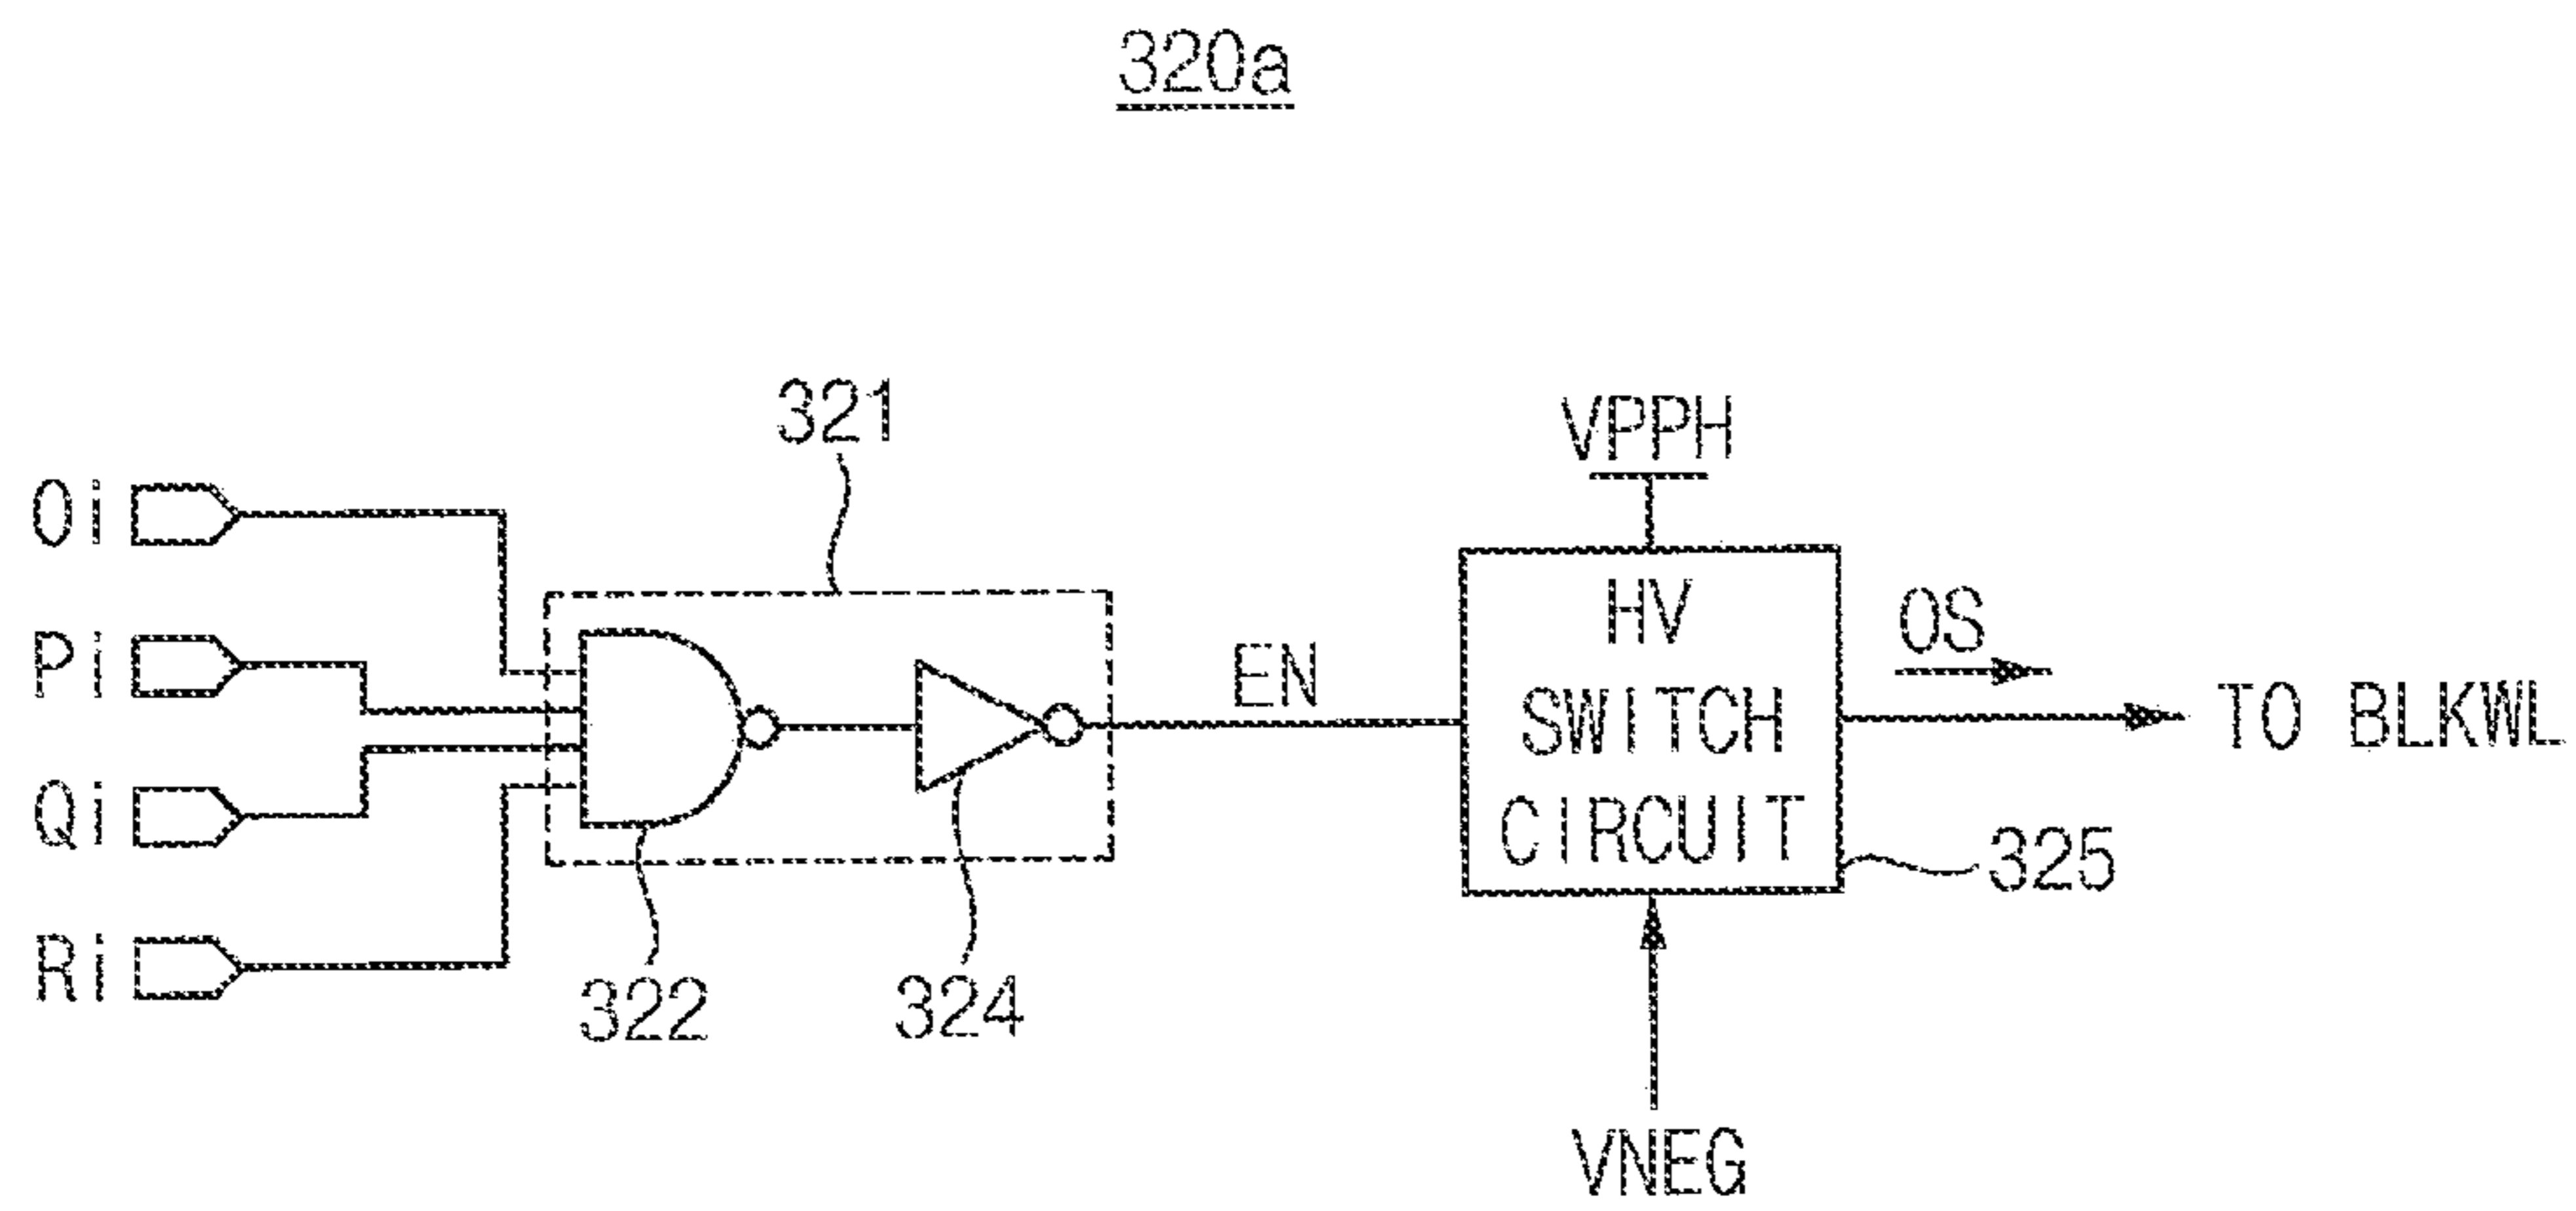 320a
321
VPPH
Oi
Pi
Qi
Ri
EN
HV
SWITCH
CIRCUIT
OS
TO BLKWL
325
322
324
VNEG